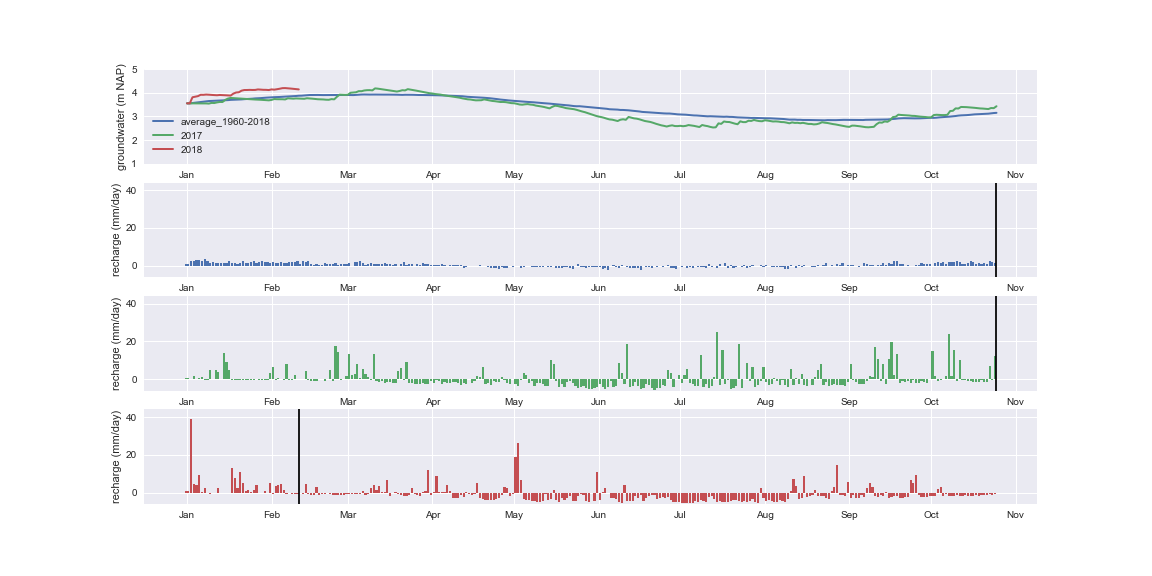 groundwater (m NAP)
5
4
3
2
1
average_1960-2018
2017
2018
Jan Feb Mar Apr May Jun Jul Aug Sep Oct Nov
recharge (mm/day)
40
20
0
Jan Feb Mar Apr May Jun Jul Aug Sep Oct Nov
recharge (mm/day)
40
20
0
Jan Feb Mar Apr May Jun Jul Aug Sep Oct Nov
recharge (mm/day)
40
20
0
Jan Feb Mar Apr May Jun Jul Aug Sep Oct Nov